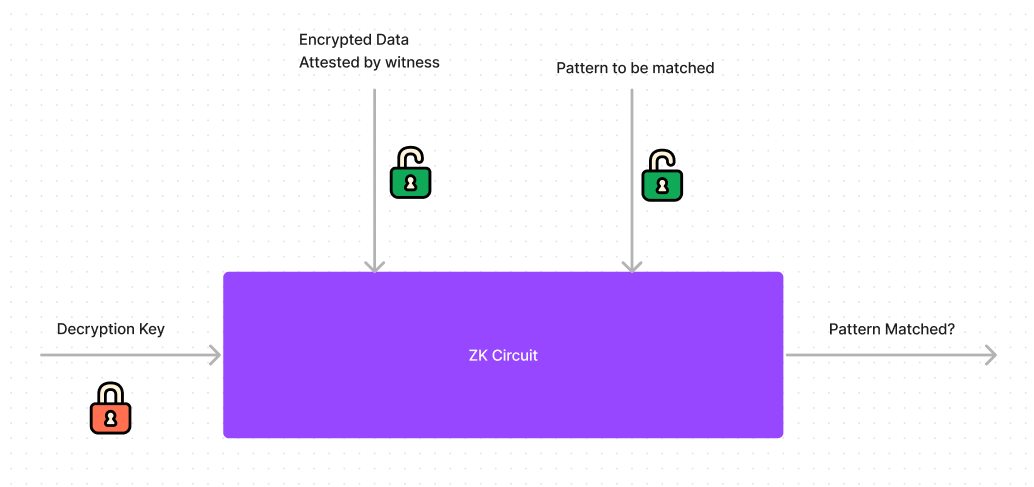 Encrypted Data
Attested by witness
Pattern to be matched
Decryption Key
ZK Circuit
Pattern Matched?